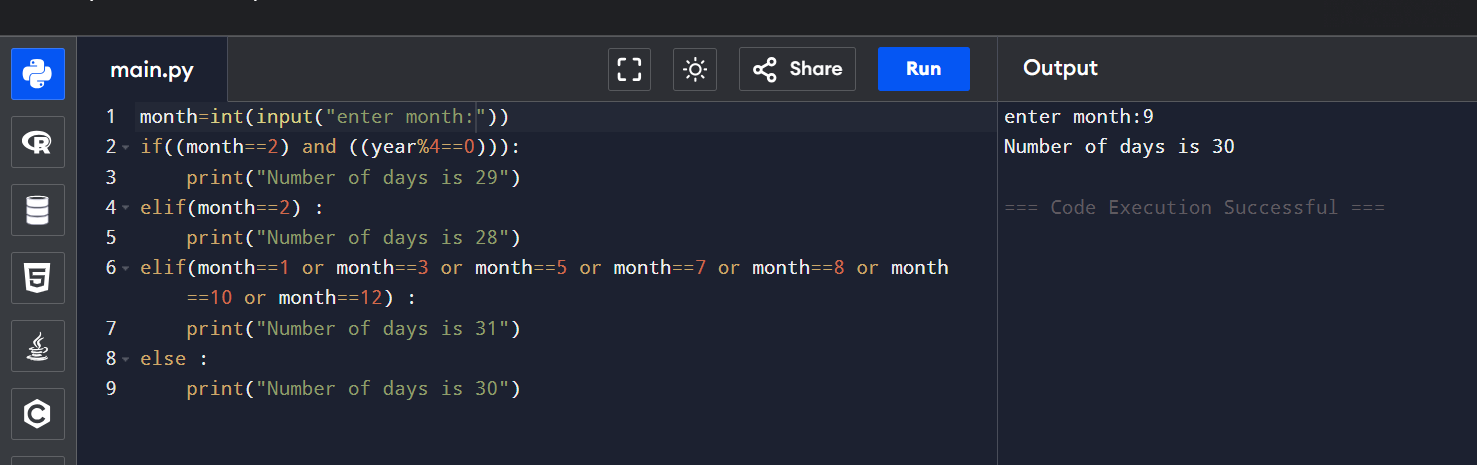 main.py
Share
Run
Output
1 month=int(input("enter month:"))
2 if((month==2) and ((year%4==0))):
3     print("Number of days is 29")
4 elif(month==2) :
5     print("Number of days is 28")
6 elif(month==1 or month==3 or month==5 or month==7 or month==8 or month
    ==10 or month==12) :
7     print("Number of days is 31")
8 else :
9     print("Number of days is 30")
enter month:9
Number of days is 30
=== Code Execution Successful ===